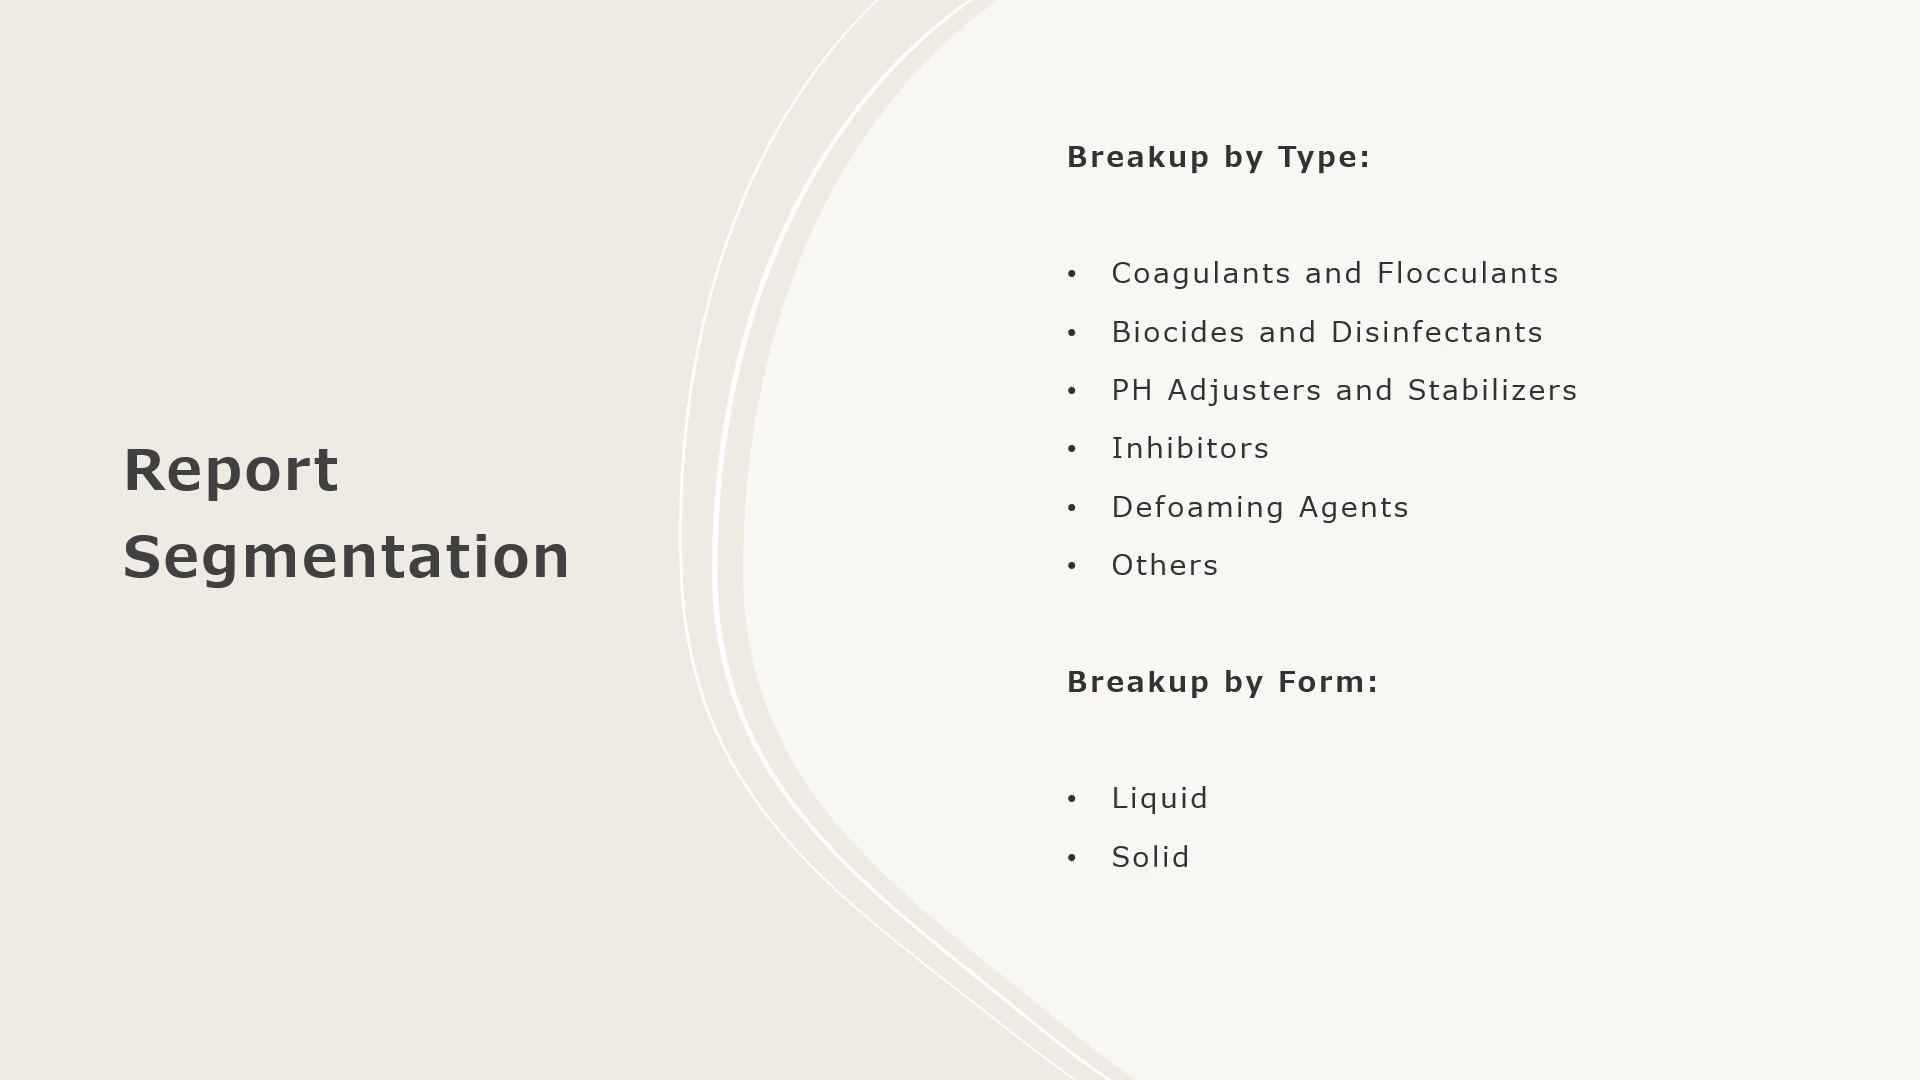 Report
Segmentation
Breakup by Type:
• Coagulants and Flocculants
• Biocides and Disinfectants
• PH Adjusters and Stabilizers
• Inhibitors
• Defoaming Agents
• Others
Breakup by Form:
• Liquid
• Solid